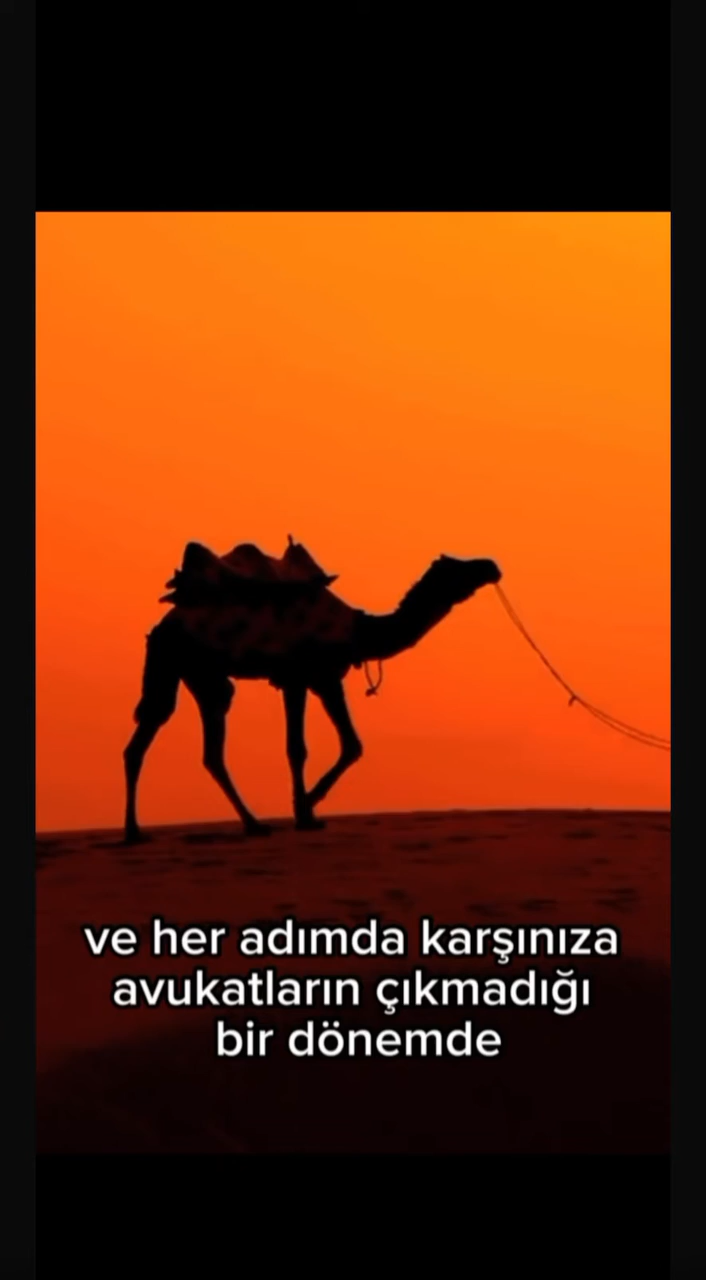 ve her adımda karşınıza
avukatların çıkmadığı
bir dönemde